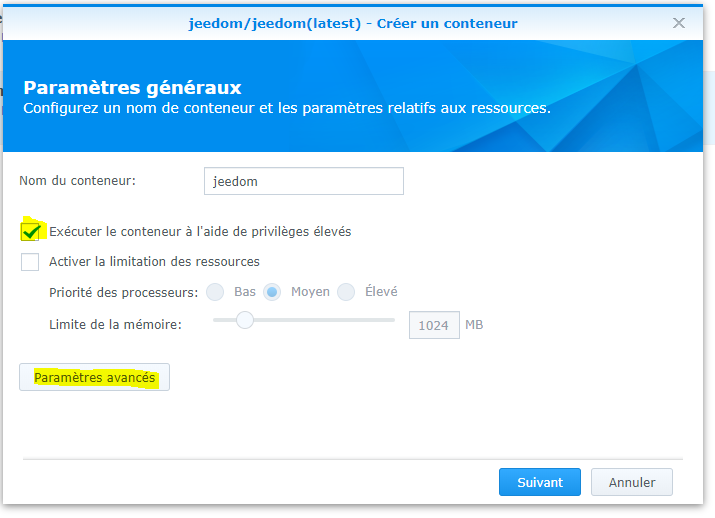 jeedom/jeedom(latest) - Créer un conteneur
Paramètres généraux
Configurez un nom de conteneur et les paramètres relatifs aux ressources.
Nom du conteneur: jeedom
Exécuter le conteneur à l'aide de privilèges élevés
Activer la limitation des ressources
Priorité des processeurs: Bas Moyen Élevé
Limite de la mémoire: 1024 MB
Paramètres avancés
Suivant Annuler